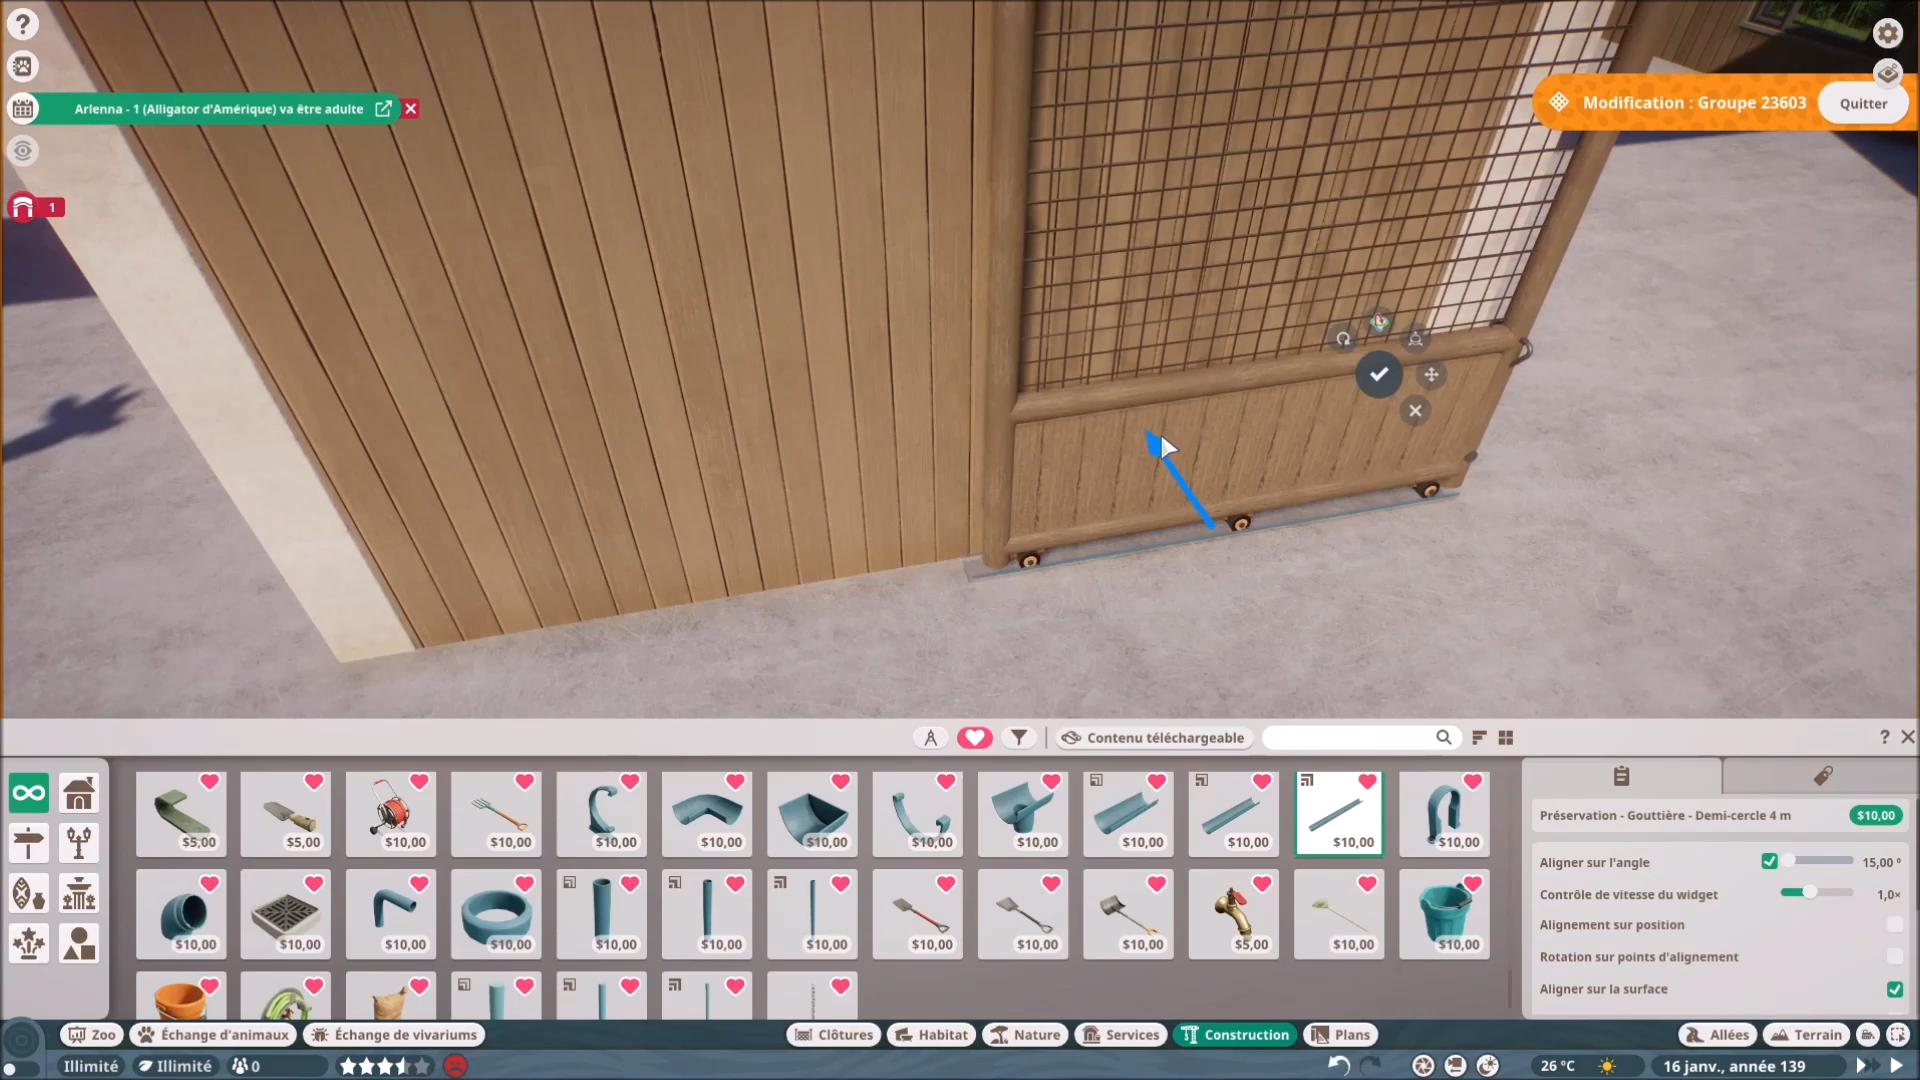 ?
Arlenna - 1 (Alligator d'Amérique) va être adulte
1
Modification : Groupe 23603
Quitter
Contenu téléchargeable
?
$5,00 $5,00 $10,00 $10,00 $10,00 $10,00 $10,00 $10,00 $10,00 $10,00 $10,00 $10,00 $10,00
$10,00 $10,00 $10,00 $10,00 $10,00 $10,00 $10,00 $10,00 $10,00 $10,00 $5,00 $10,00 $10,00
Préservation - Gouttière - Demi-cercle 4 m $10,00
Aligner sur l'angle 15,00 °
Contrôle de vitesse du widget 1,0×
Alignement sur position
Rotation sur points d'alignement
Aligner sur la surface
Zoo Échange d'animaux Échange de vivariums Clôtures Habitat Nature Services Construction Plans Allées Terrain
Illimité Illimité 0 26 °C 16 janv., année 139